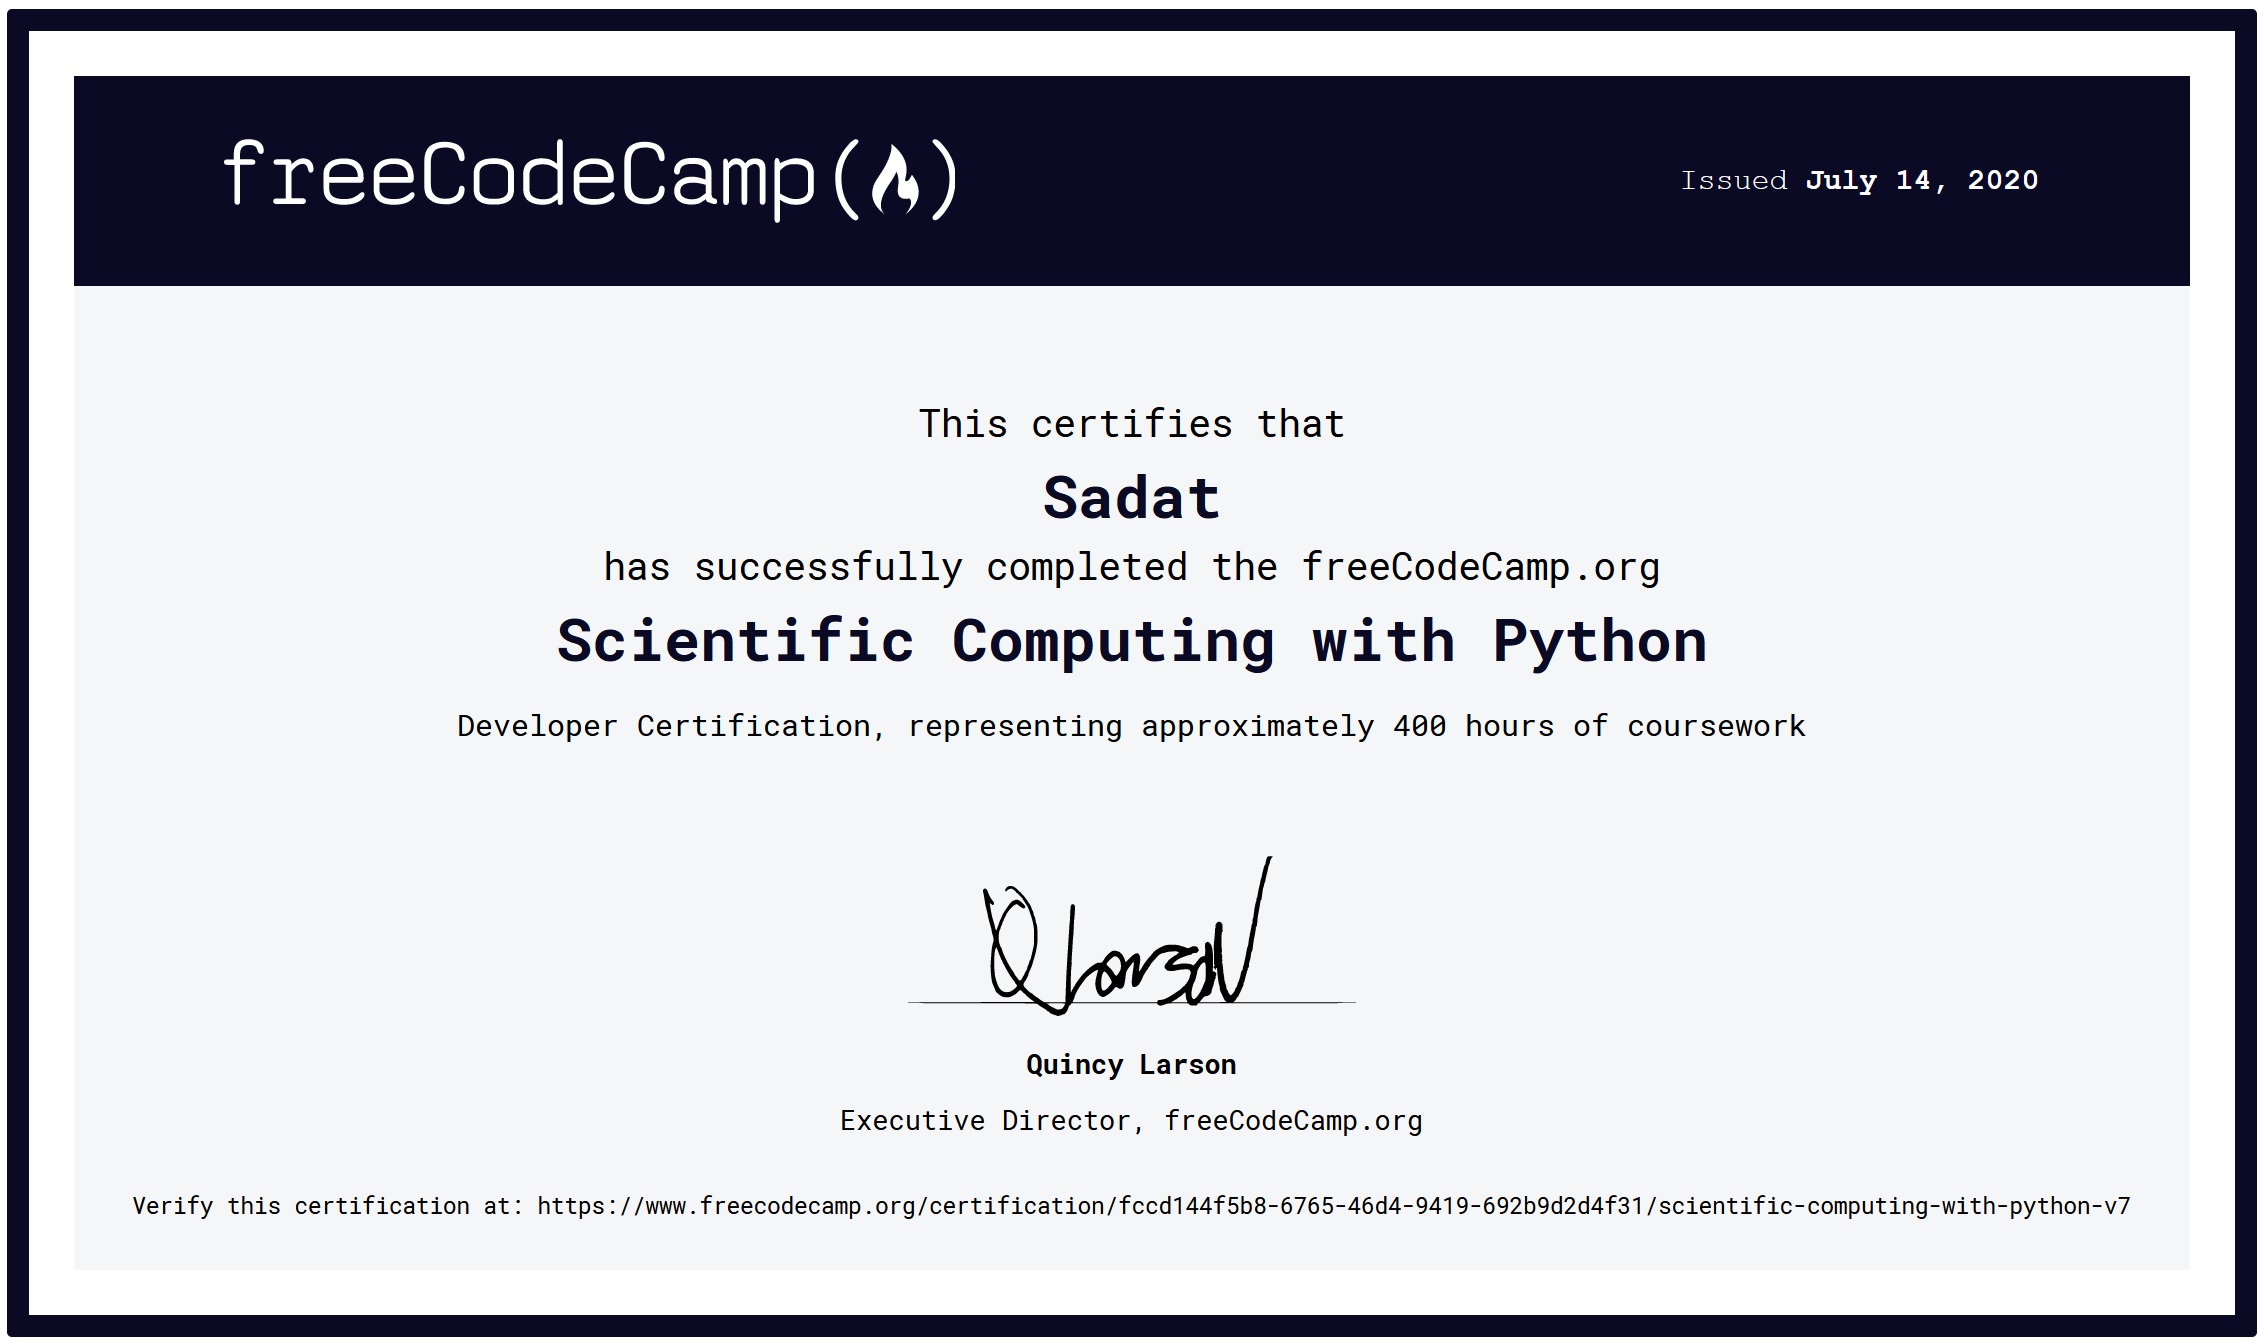 freeCodeCamp
Issued July 14, 2020
This certifies that
Sadat
has successfully completed the freeCodeCamp.org
Scientific Computing with Python
Developer Certification, representing approximately 400 hours of coursework
Q Larson
Quincy Larson
Executive Director, freeCodeCamp.org
Verify this certification at: https://www.freecodecamp.org/certification/fccd144f5b8-6765-46d4-9419-692b9d2d4f31/scientific-computing-with-python-v7